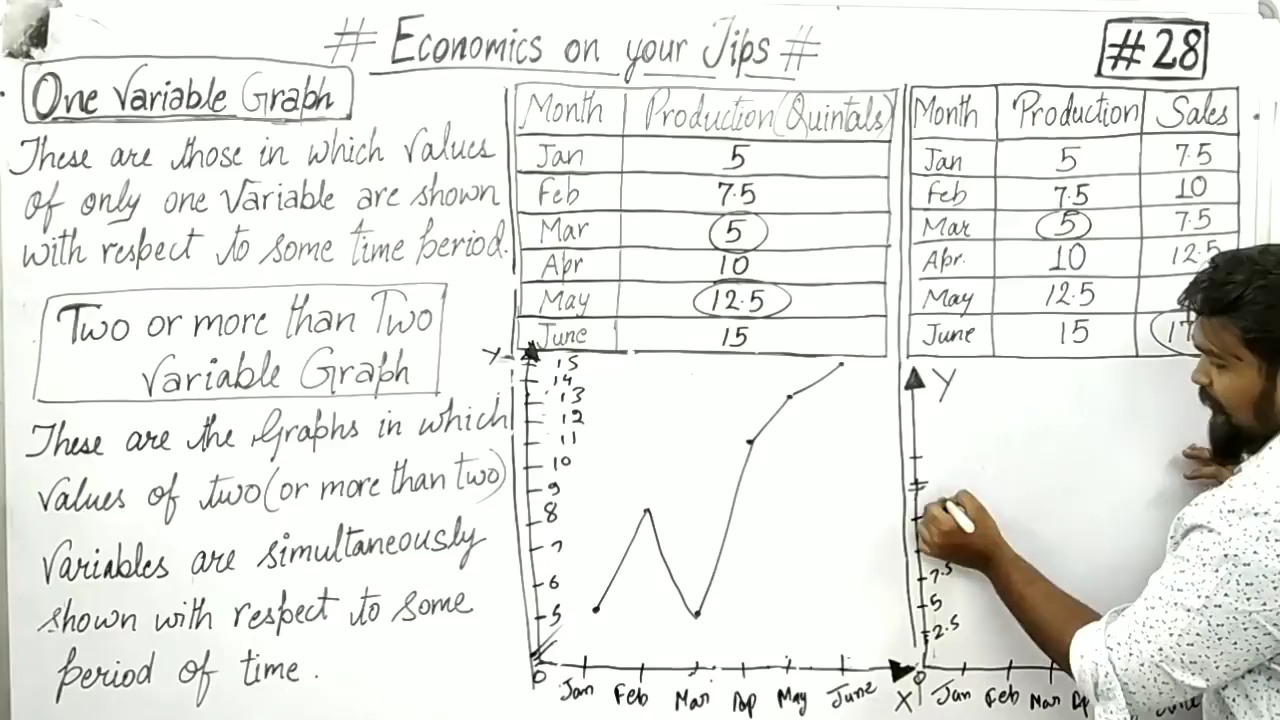 # Economics on your Tips #
#28
One Variable Graph
These are those in which values
of only one variable are shown
with respect to some time period.
Two or more than Two
Variable Graph
These are the Graphs in which
values of two (or more than two)
Variables are simultaneously
shown with respect to some
period of time.
Month Production (Quintals)
Jan 5
Feb 7.5
Mar 5
Apr 10
May 12.5
June 15
Y
15
14
13
12
11
10
9
8
7
6
5
0
Jan Feb Mar Ap May June X
Month Production Sales
Jan 5 7.5
Feb 7.5 10
Mar 5 7.5
Apr. 10 12.5
May 12.5
June 15
Y
7.5
5
2.5
0
Jan Feb Mar